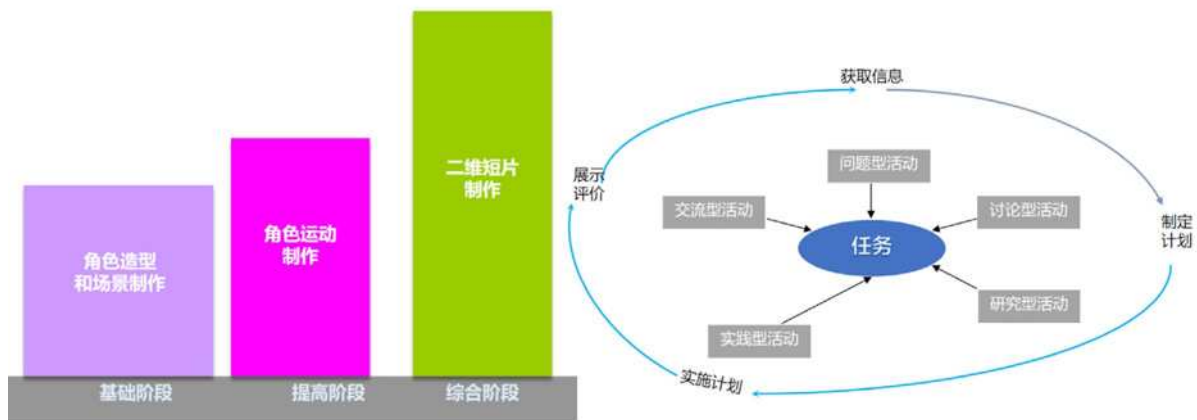 角色造型
和场景制作
角色运动
制作
二维短片
制作
基础阶段
提高阶段
综合阶段
获取信息
展示
评价
问题型活动
交流型活动
讨论型活动
任务
制定
计划
研究型活动
实践型活动
实施计划